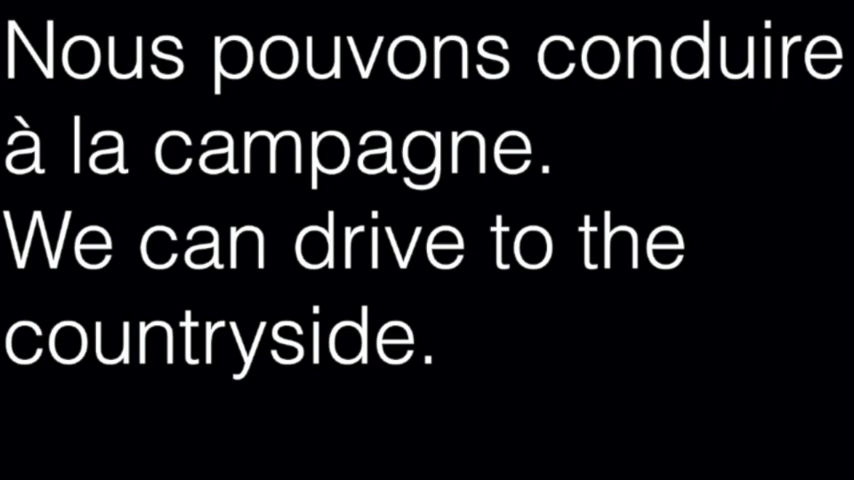 Nous pouvons conduire
à la campagne.
We can drive to the
countryside.